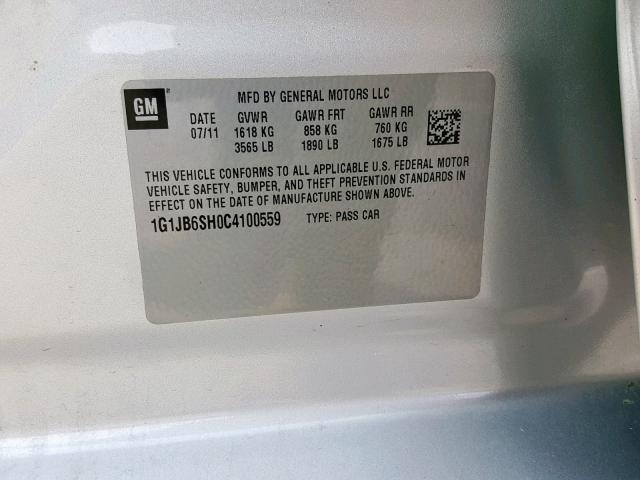 GM
MFD BY GENERAL MOTORS LLC
DATE GVWR GAWR FRT GAWR RR
07/11 1618 KG 858 KG 760 KG
3565 LB 1890 LB 1675 LB
THIS VEHICLE CONFORMS TO ALL APPLICABLE U.S. FEDERAL MOTOR
VEHICLE SAFETY, BUMPER, AND THEFT PREVENTION STANDARDS IN
EFFECT ON THE DATE OF MANUFACTURE SHOWN ABOVE.
1G1JB6SH0C4100559 TYPE: PASS CAR